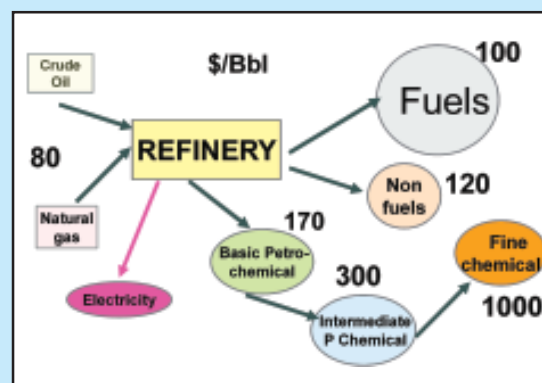 Crude
Oil
$/Bbl
100
Fuels
80
REFINERY
Non
fuels
120
Natural
gas
170
Basic Petro-
chemical
Fine
chemical
300
1000
Electricity
Intermediate
P Chemical